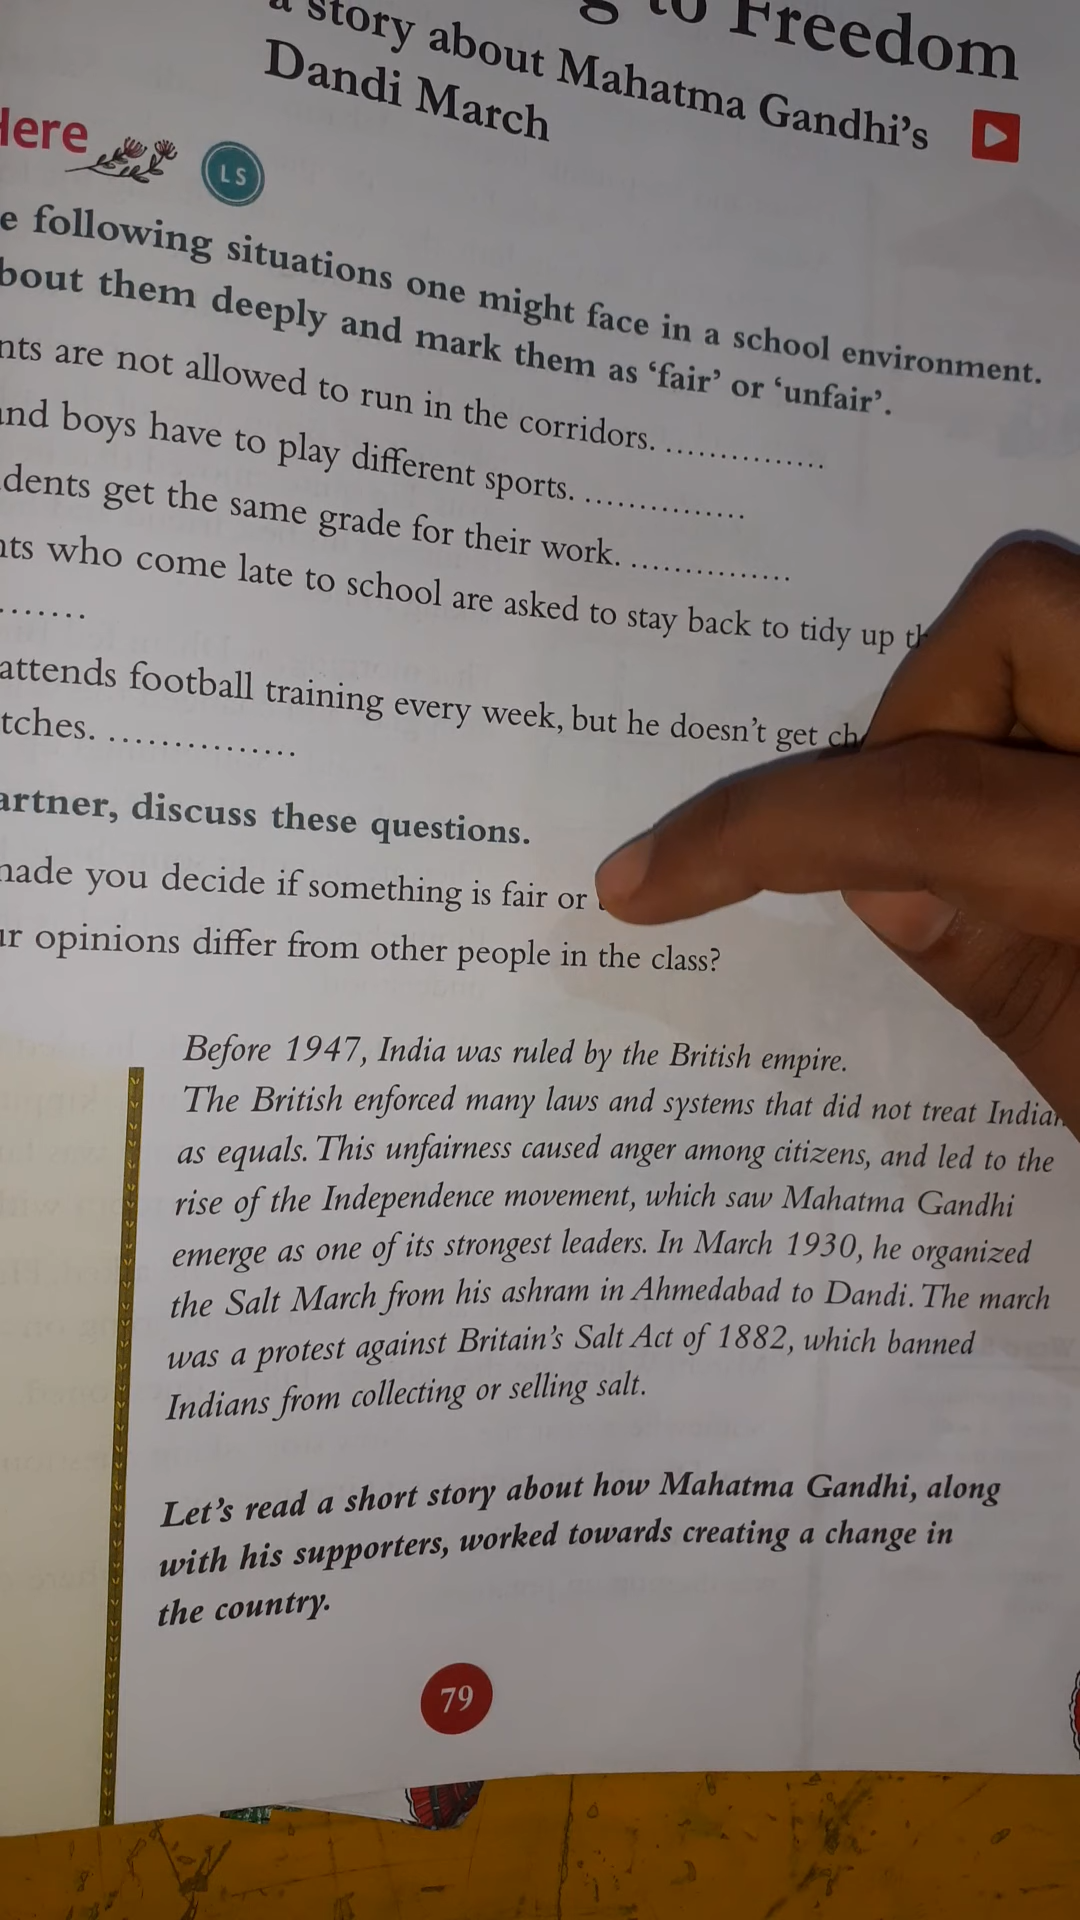 to Freedom
a story about Mahatma Gandhi's
Dandi March
Here
LS
following situations one might face in a school environment.
about them deeply and mark them as 'fair' or 'unfair'.
are not allowed to run in the corridors. ...............
and boys have to play different sports. ...............
get the same grade for their work. ...............
who come late to school are asked to stay back to tidy up
.......
attends football training every week, but he doesn't get
...............
discuss these questions.
you decide if something is fair or
opinions differ from other people in the class?
Before 1947, India was ruled by the British empire.
The British enforced many laws and systems that did not treat
as equals. This unfairness caused anger among citizens, and led to the
rise of the Independence movement, which saw Mahatma Gandhi
emerge as one of its strongest leaders. In March 1930, he organized
the Salt March from his ashram in Ahmedabad to Dandi. The march
was a protest against Britain's Salt Act of 1882, which banned
Indians from collecting or selling salt.
Let's read a short story about how Mahatma Gandhi, along
with his supporters, worked towards creating a change in
the country.
79